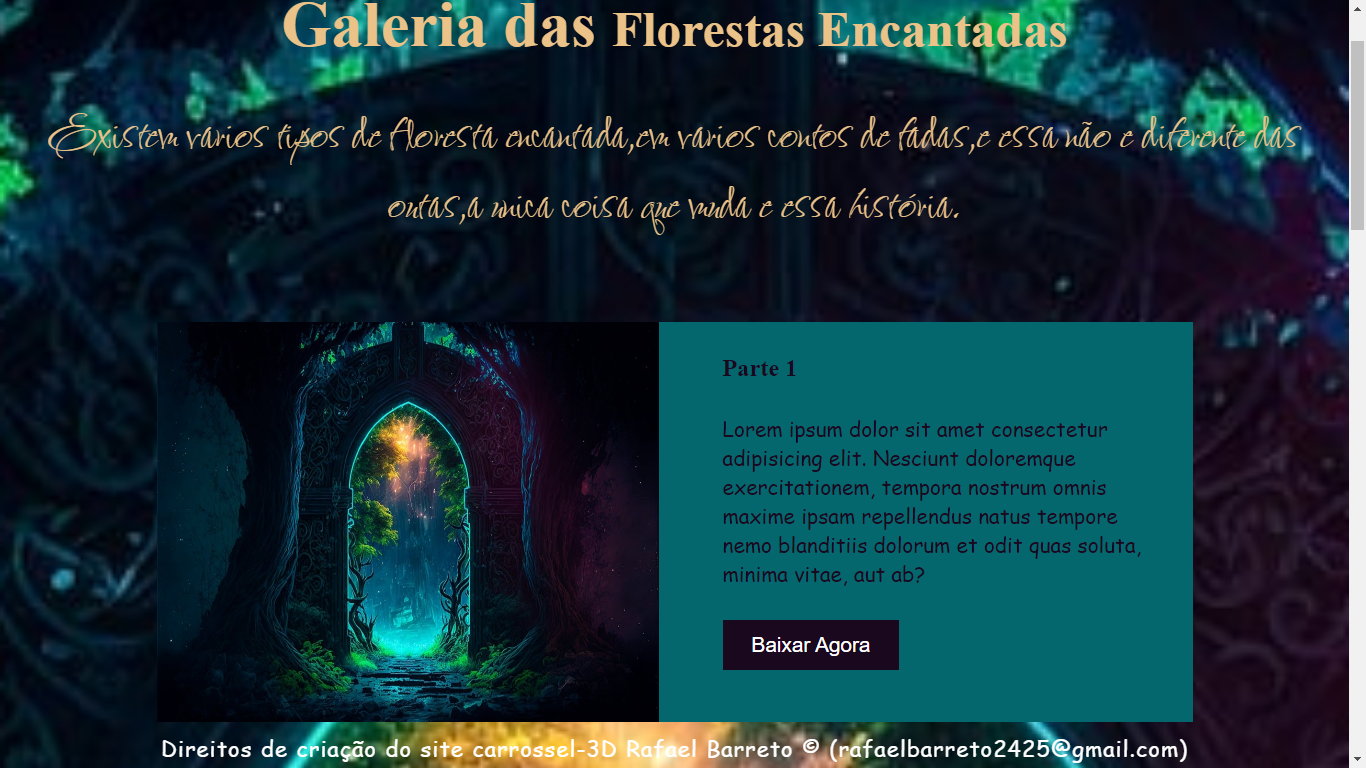 Galeria das Florestas Encantadas
Existem varios tipos de floresta encantada,em varios contos de fadas,e essa não e diferente das
outas,a unica coisa que muda e essa história.
Parte 1
Lorem ipsum dolor sit amet consectetur
adipisicing elit. Nesciunt doloremque
exercitationem, tempora nostrum omnis
maxime ipsam repellendus natus tempore
nemo blanditiis dolorum et odit quas soluta,
minima vitae, aut ab?
Baixar Agora
Direitos de criação do site carrossel-3D Rafael Barreto © (rafaelbarreto2425@gmail.com)